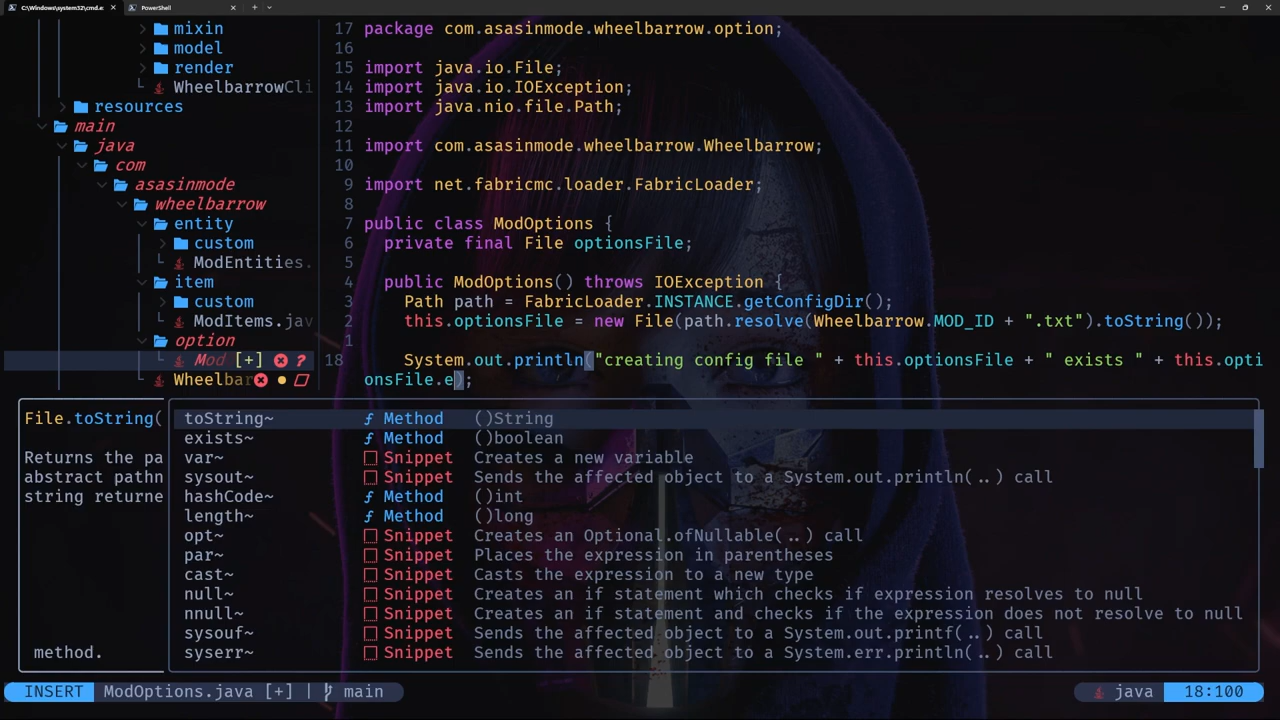 C:\Windows\system32\cmd.e:
PowerShell
mixin
model
render
WheelbarrowCli
resources
main
java
com
asasinmode
wheelbarrow
entity
custom
ModEntities.
item
custom
ModItems.jav
option
Mod [+]
Wheelbar
17 package com.asasinmode.wheelbarrow.option;
16
15 import java.io.File;
14 import java.io.IOException;
13 import java.nio.file.Path;
12
11 import com.asasinmode.wheelbarrow.Wheelbarrow;
10
9 import net.fabricmc.loader.FabricLoader;
8
7 public class ModOptions {
6 private final File optionsFile;
5
4 public ModOptions() throws IOException {
3 Path path = FabricLoader.INSTANCE.getConfigDir();
2 this.optionsFile = new File(path.resolve(Wheelbarrow.MOD_ID + ".txt").toString());
1
18 System.out.println("creating config file " + this.optionsFile + " exists " + this.opti
onsFile.e);
File.toString(
Returns the pa
abstract pathn
string returne
method.
toString~ ƒ Method ()String
exists~ ƒ Method ()boolean
var~ Snippet Creates a new variable
sysout~ Snippet Sends the affected object to a System.out.println(..) call
hashCode~ ƒ Method ()int
length~ ƒ Method ()long
opt~ Snippet Creates an Optional.ofNullable(..) call
par~ Snippet Places the expression in parentheses
cast~ Snippet Casts the expression to a new type
null~ Snippet Creates an if statement which checks if expression resolves to null
nnull~ Snippet Creates an if statement and checks if the expression does not resolve to null
sysouf~ Snippet Sends the affected object to a System.out.printf(..) call
syserr~ Snippet Sends the affected object to a System.err.println(..) call
INSERT ModOptions.java [+] | main
java 18:100